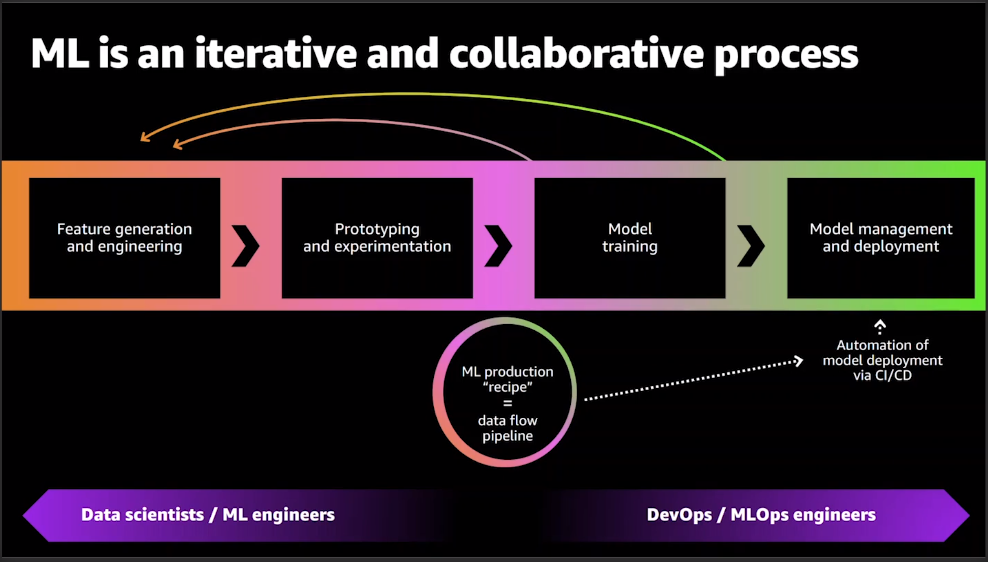 ML is an iterative and collaborative process
Feature generation
and engineering
Prototyping
and experimentation
Model
training
Model management
and deployment
ML production
“recipe”
=
data flow
pipeline
Automation of
model deployment
via CI/CD
Data scientists / ML engineers
DevOps / MLOps engineers